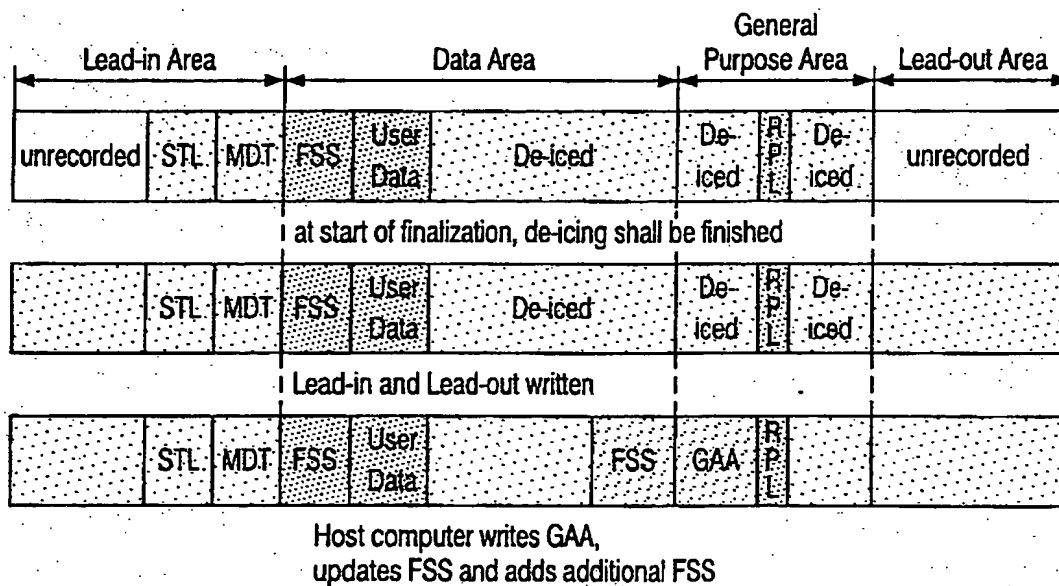 General
Lead-in Area Data Area Purpose Area Lead-out Area
unrecorded STL MDT FSS User Data De-iced De-iced RPL De-iced unrecorded
at start of finalization, de-icing shall be finished
STL MDT FSS User Data De-iced De-iced RPL De-iced
Lead-in and Lead-out written
STL MDT FSS User Data FSS GAA RPL
Host computer writes GAA,
updates FSS and adds additional FSS